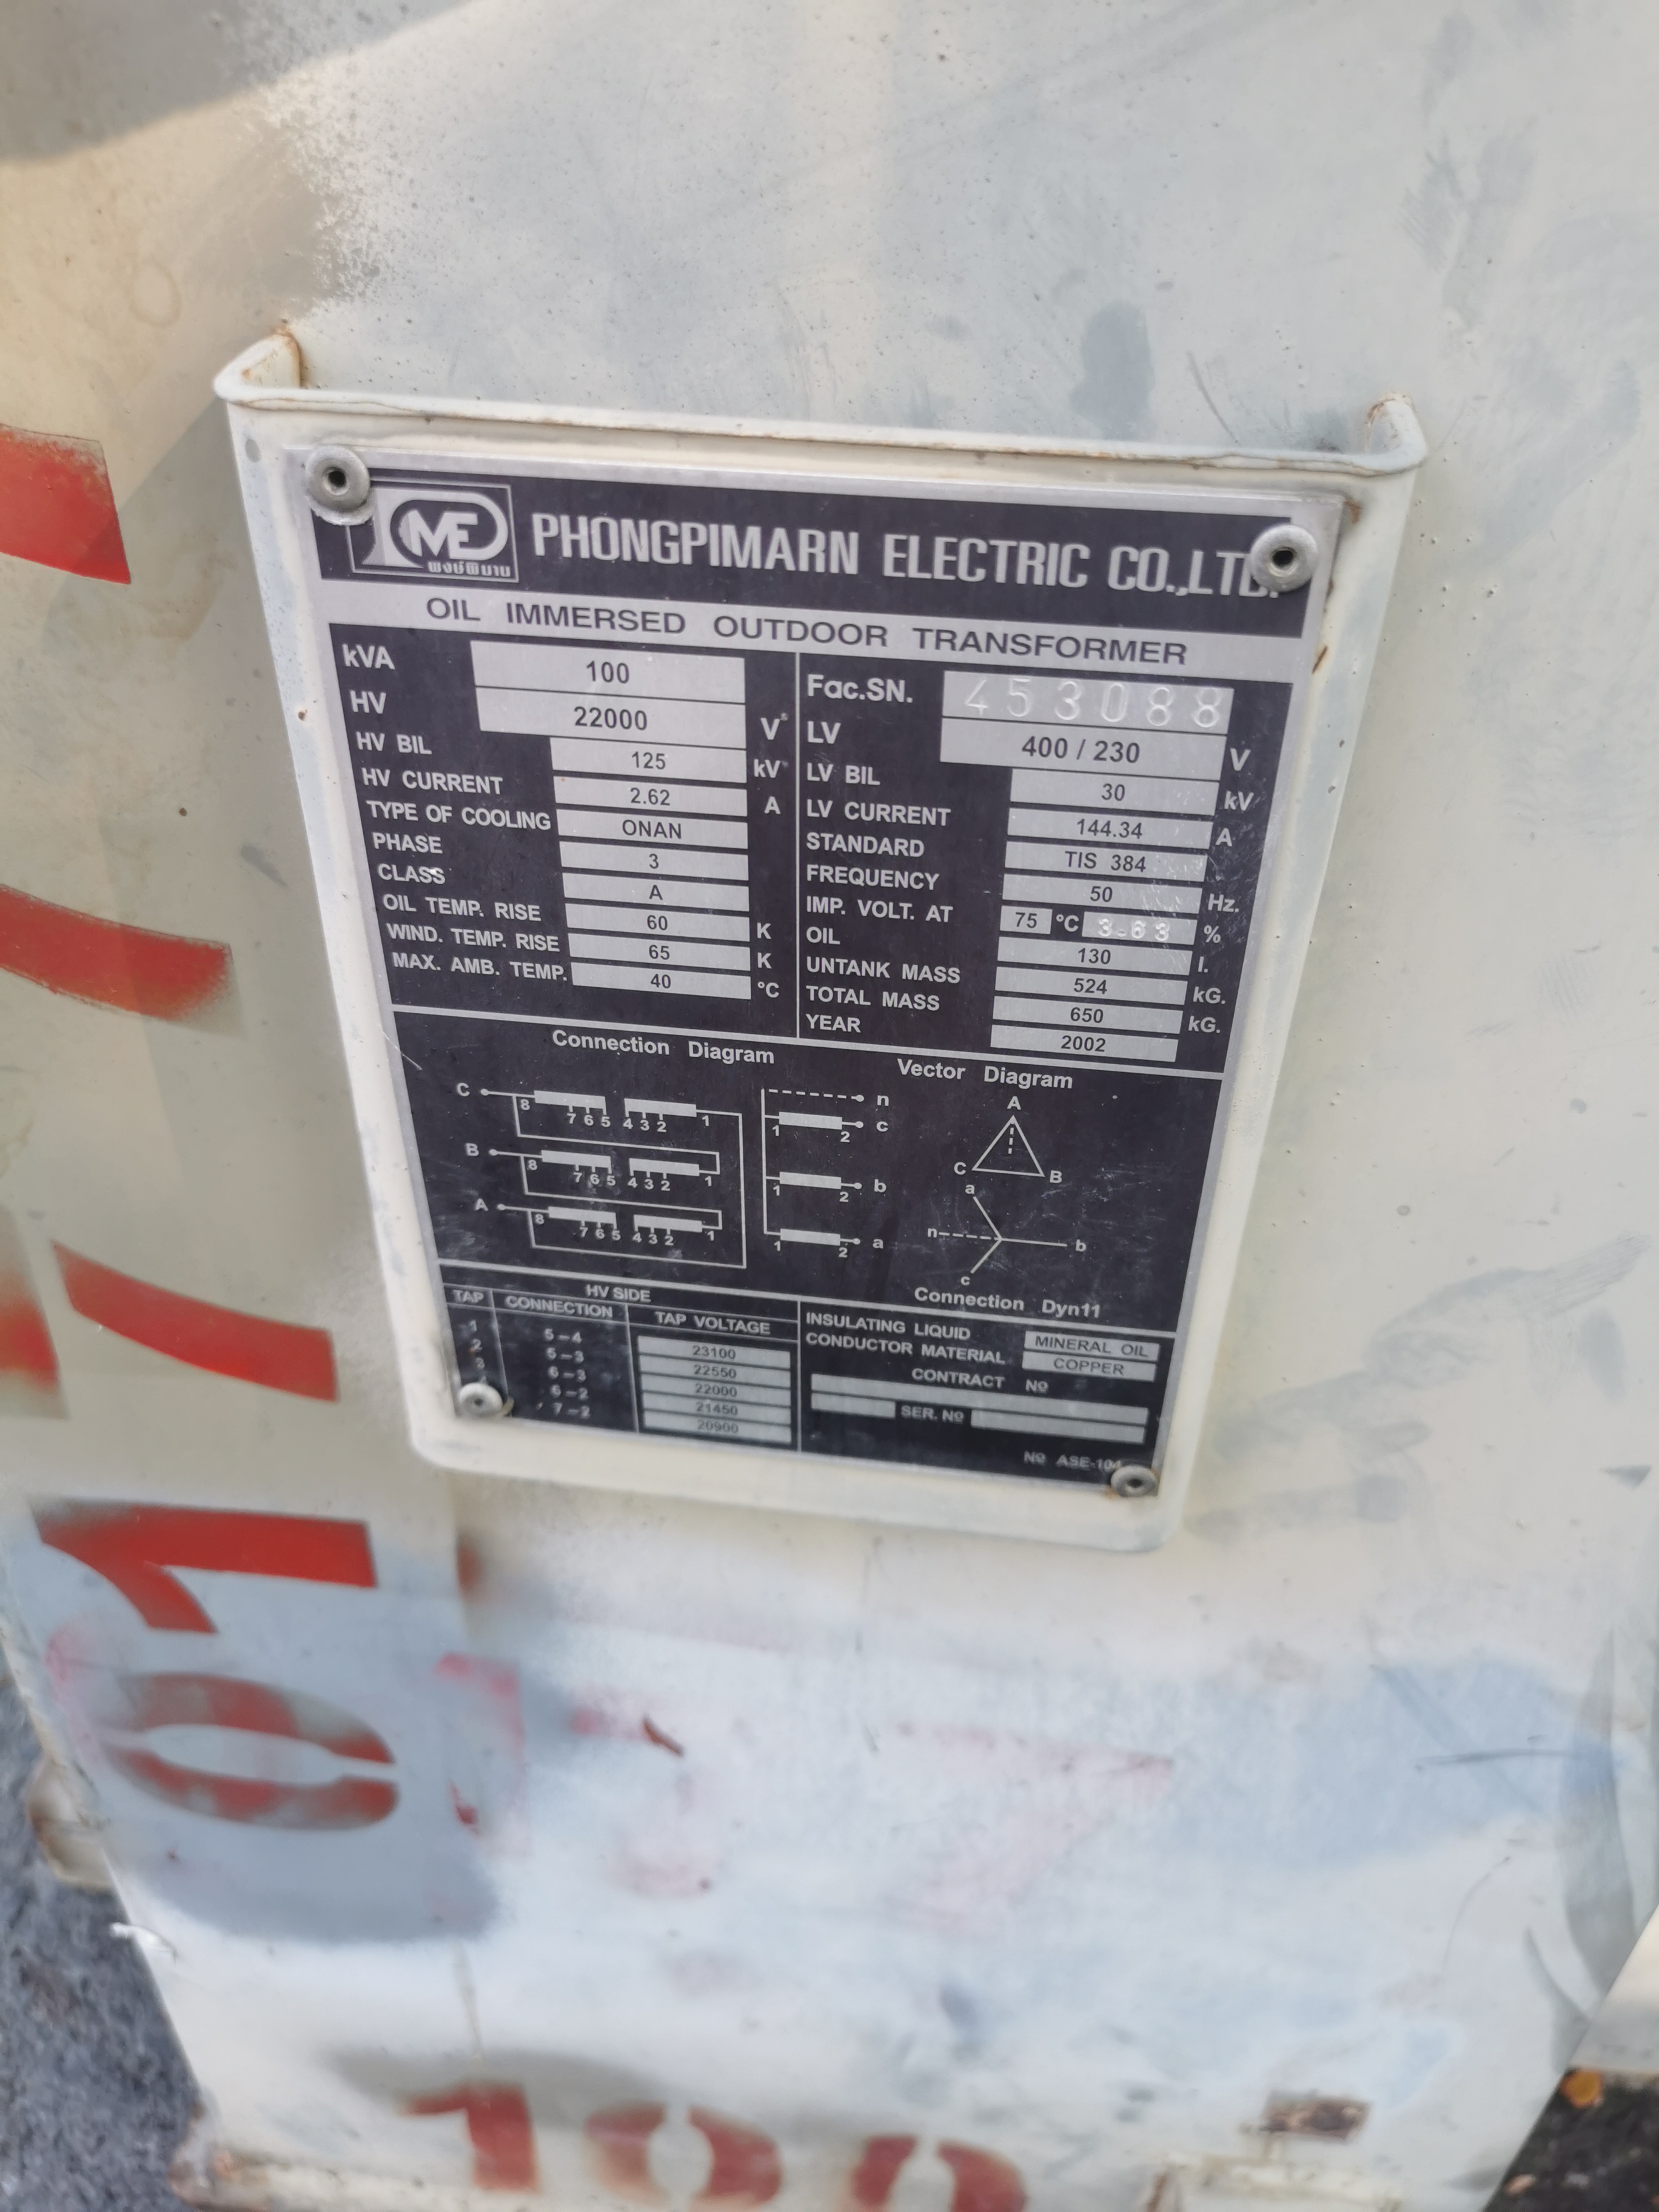 PME
พงษ์พิมาน
PHONGPIMARN ELECTRIC CO.,LTD.
OIL IMMERSED OUTDOOR TRANSFORMER
kVA 100
HV 22000 V
HV BIL 125 kV
HV CURRENT 2.62 A
TYPE OF COOLING ONAN
PHASE 3
CLASS A
OIL TEMP. RISE 60 K
WIND. TEMP. RISE 65 K
MAX. AMB. TEMP. 40 °C
Fac.SN. 453088
LV 400 / 230 V
LV BIL 30 kV
LV CURRENT 144.34 A
STANDARD TIS 384
FREQUENCY 50 Hz.
IMP. VOLT. AT 75 °C 3.63 %
OIL 130 l.
UNTANK MASS 524 kG.
TOTAL MASS 650 kG.
YEAR 2002
Connection Diagram
C 8 7 6 5 4 3 2 1
B 8 7 6 5 4 3 2 1
A 8 7 6 5 4 3 2 1
n
1 2 c
1 2 b
1 2 a
Vector Diagram
A
C B
a
n b
c
Connection Dyn11
HV SIDE
TAP CONNECTION TAP VOLTAGE
1 5-4 23100
2 5-3 22550
3 6-3 22000
6-2 21450
7-2 20900
INSULATING LIQUID MINERAL OIL
CONDUCTOR MATERIAL COPPER
CONTRACT Nº
SER. Nº
Nº ASE-104
10
100